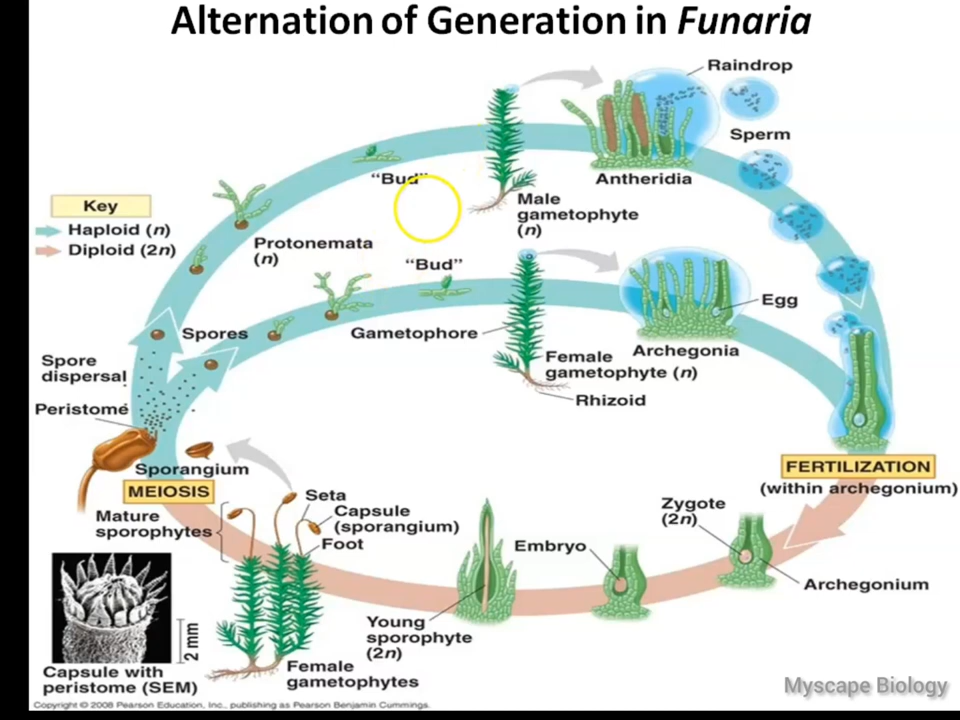 Alternation of Generation in Funaria
Raindrop
Sperm
"Bud"
Antheridia
Key
Haploid (n)
Diploid (2n)
Male
gametophyte
(n)
Protonemata
(n)
"Bud"
Egg
Spores
Gametophore
Archegonia
Spore
dispersal
Female
gametophyte (n)
Rhizoid
Peristome
Sporangium
MEIOSIS
FERTILIZATION
(within archegonium)
Seta
Capsule
(sporangium)
Foot
Mature
sporophytes
Zygote
(2n)
Embryo
Archegonium
Young
sporophyte
(2n)
2 mm
Capsule with
peristome (SEM)
Female
gametophytes
Myscape Biology
Copyright © 2008 Pearson Education, Inc., publishing as Pearson Benjamin Cummings.